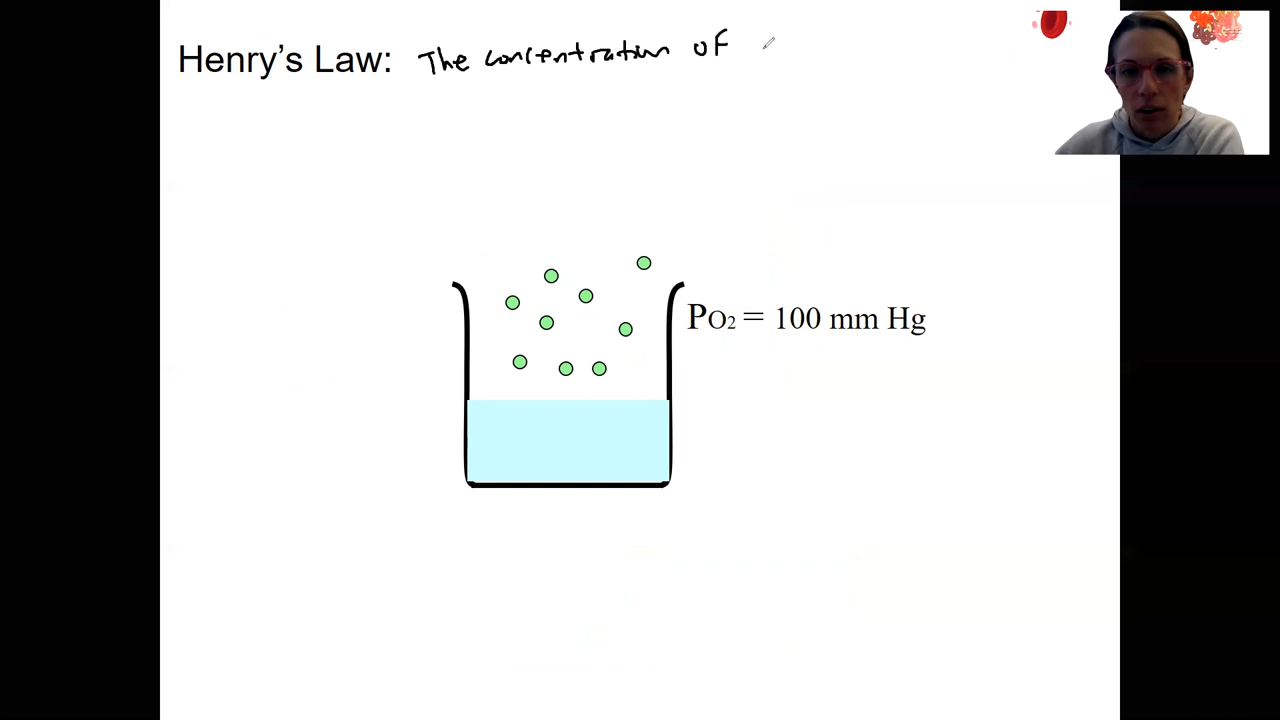 Henry's Law: The concentration of
PO2 = 100 mm Hg